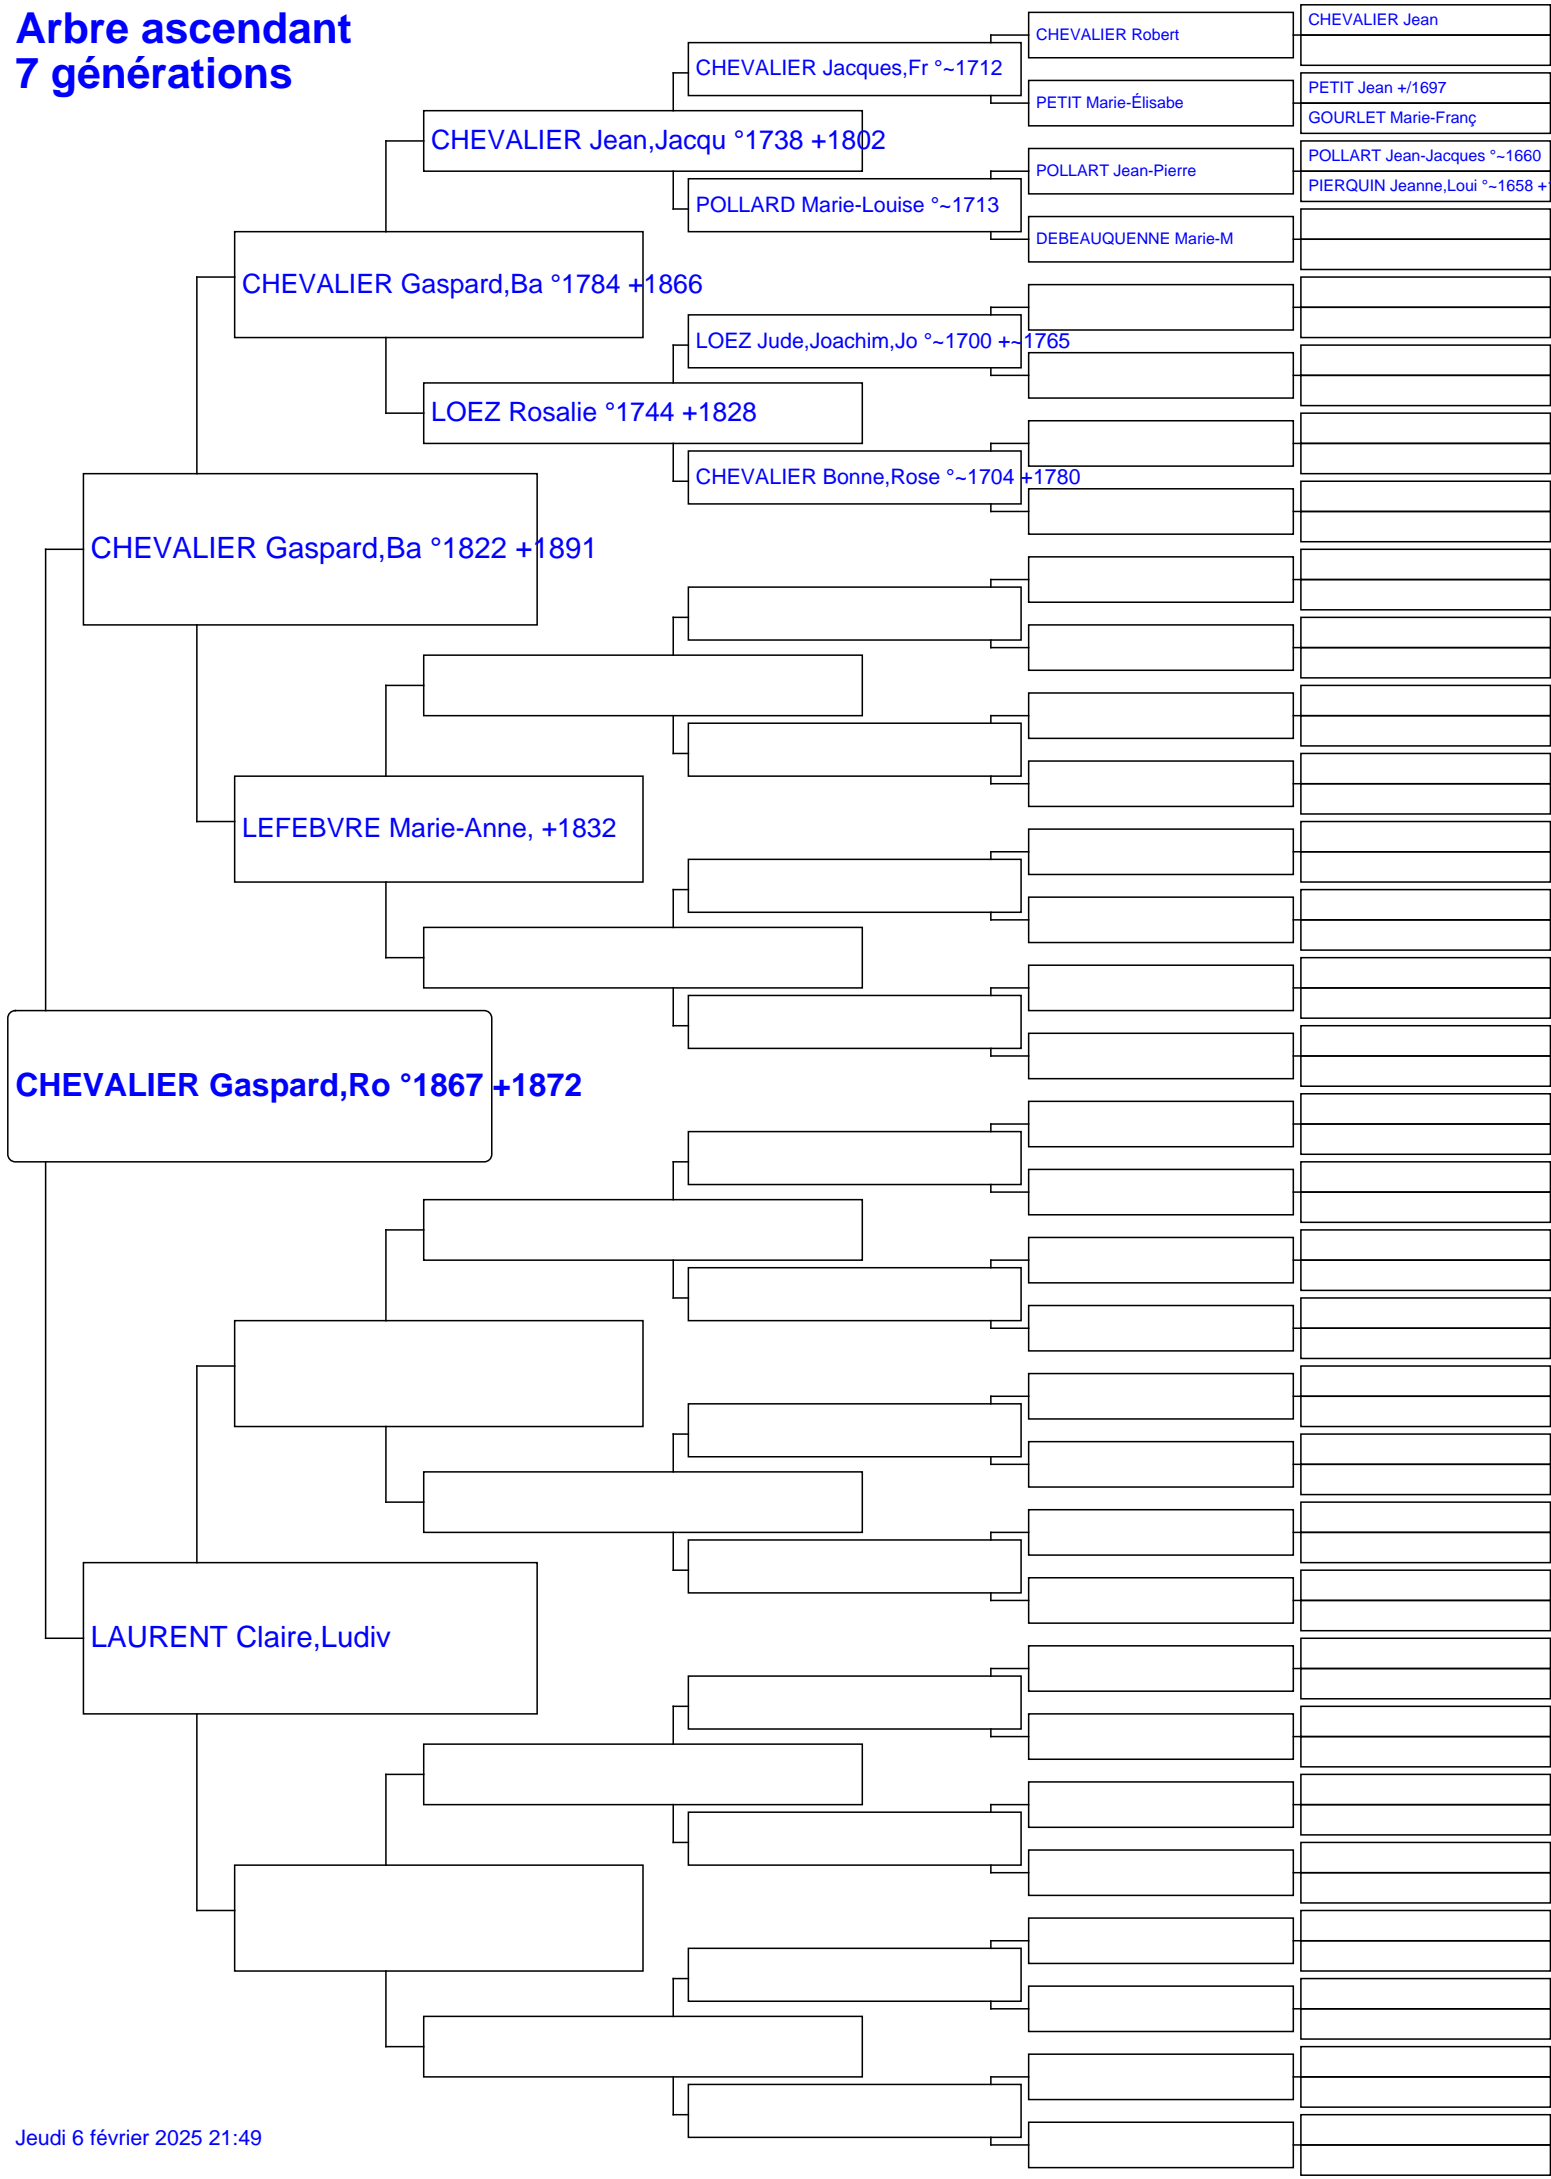 Arbre ascendant
7 générations
CHEVALIER Jean
CHEVALIER Robert
CHEVALIER Jacques,Fr °~1712
PETIT Jean +/1697
PETIT Marie-Élisabe
GOURLET Marie-Franç
CHEVALIER Jean,Jacqu °1738 +1802
POLLART Jean-Jacques °~1660
POLLART Jean-Pierre
PIERQUIN Jeanne,Loui °~1658 +
POLLARD Marie-Louise °~1713
DEBEAUQUENNE Marie-M
CHEVALIER Gaspard,Ba °1784 +1866
LOEZ Jude,Joachim,Jo °~1700 +~1765
LOEZ Rosalie °1744 +1828
CHEVALIER Bonne,Rose °~1704 +1780
CHEVALIER Gaspard,Ba °1822 +1891
LEFEBVRE Marie-Anne, +1832
CHEVALIER Gaspard,Ro °1867 +1872
LAURENT Claire,Ludiv
Jeudi 6 février 2025 21:49